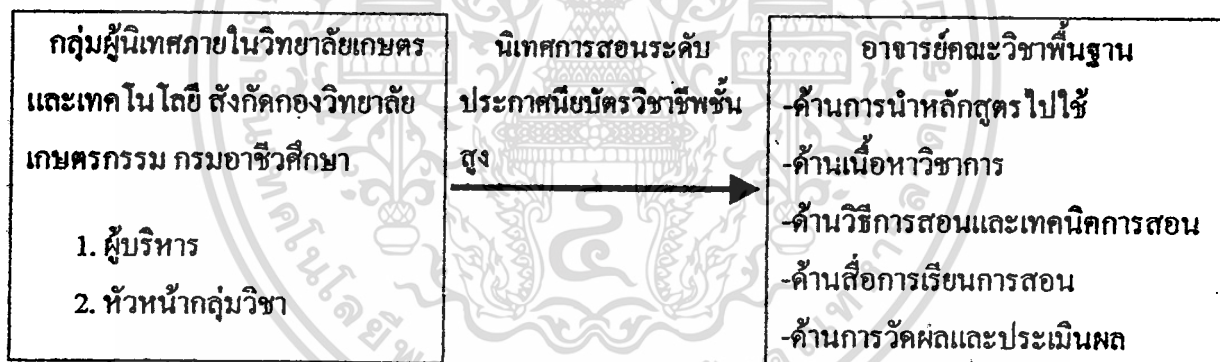 กลุ่มผู้นิเทศภายในวิทยาลัยเกษตร
และเทคโนโลยี สังกัดกองวิทยาลัย
เกษตรกรรม กรมอาชีวศึกษา
1. ผู้บริหาร
2. หัวหน้ากลุ่มวิชา
นิเทศการสอนระดับ
ประกาศนียบัตรวิชาชีพชั้น
สูง
อาจารย์คณะวิชาพื้นฐาน
-ด้านการนำหลักสูตรไปใช้
-ด้านเนื้อหาวิชาการ
-ด้านวิธีการสอนและเทคนิคการสอน
-ด้านสื่อการเรียนการสอน
-ด้านการวัดผลและประเมินผล